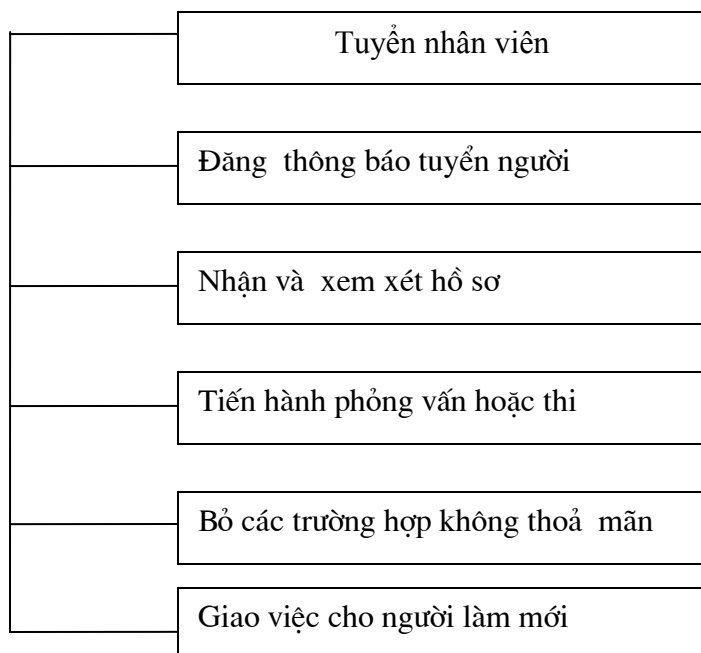 Tuyển nhân viên
Đăng thông báo tuyển người
Nhận và xem xét hồ sơ
Tiến hành phỏng vấn hoặc thi
Bỏ các trường hợp không thoả mãn
Giao việc cho người làm mới